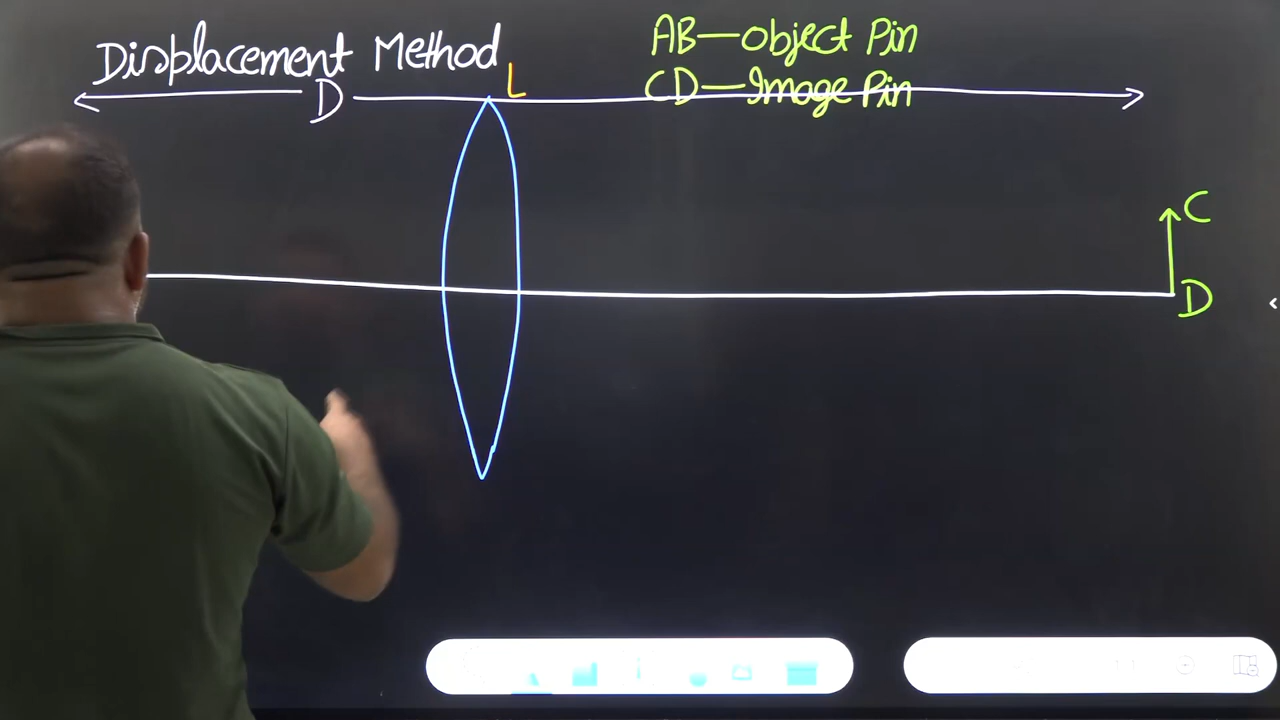 Displacement Method
AB—object Pin
CD—Image Pin
D
L
C
D